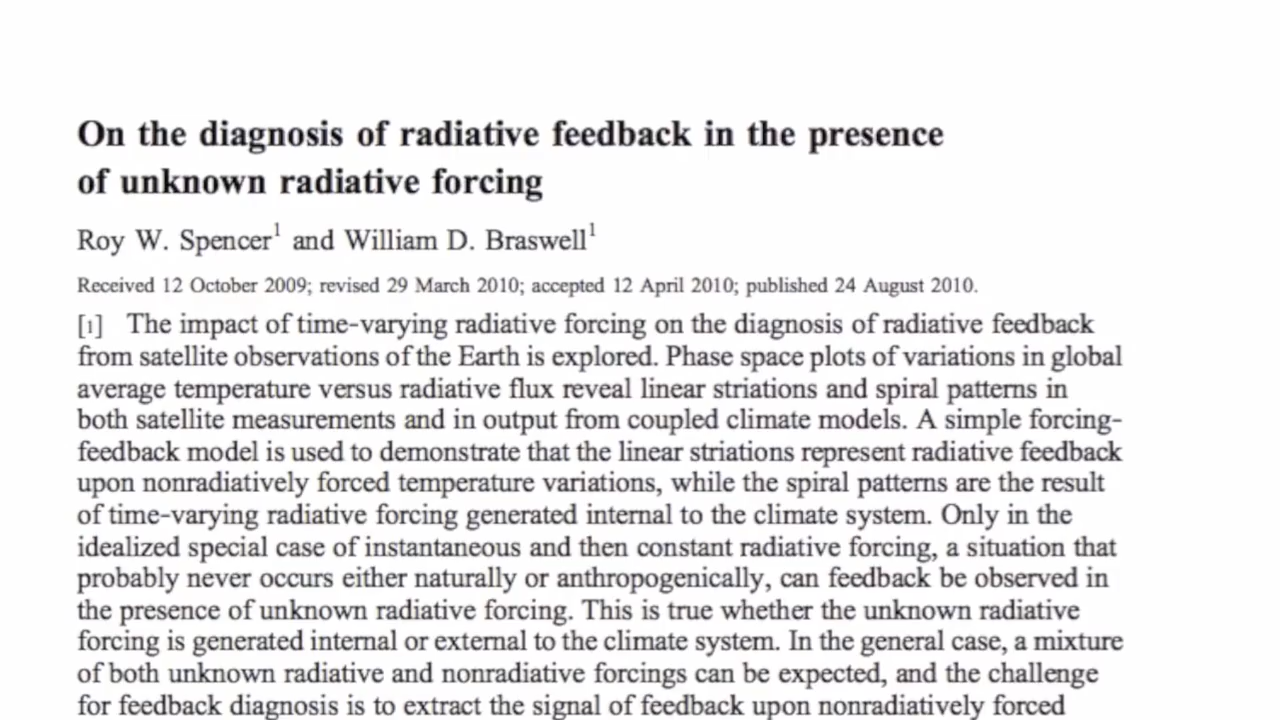 On the diagnosis of radiative feedback in the presence
of unknown radiative forcing
Roy W. Spencer¹ and William D. Braswell¹
Received 12 October 2009; revised 29 March 2010; accepted 12 April 2010; published 24 August 2010.
[1] The impact of time-varying radiative forcing on the diagnosis of radiative feedback
from satellite observations of the Earth is explored. Phase space plots of variations in global
average temperature versus radiative flux reveal linear striations and spiral patterns in
both satellite measurements and in output from coupled climate models. A simple forcing-
feedback model is used to demonstrate that the linear striations represent radiative feedback
upon nonradiatively forced temperature variations, while the spiral patterns are the result
of time-varying radiative forcing generated internal to the climate system. Only in the
idealized special case of instantaneous and then constant radiative forcing, a situation that
probably never occurs either naturally or anthropogenically, can feedback be observed in
the presence of unknown radiative forcing. This is true whether the unknown radiative
forcing is generated internal or external to the climate system. In the general case, a mixture
of both unknown radiative and nonradiative forcings can be expected, and the challenge
for feedback diagnosis is to extract the signal of feedback upon nonradiatively forced